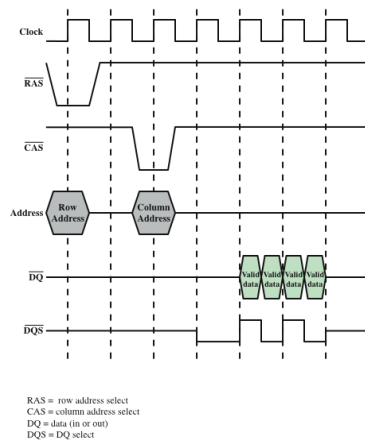 Clock
RAS
CAS
Address
Row
Address
Column
Address
DQ
Valid
data
Valid
data
Valid
data
Valid
data
DQS
RAS = row address select
CAS = column address select
DQ = data (in or out)
DQS = DQ select